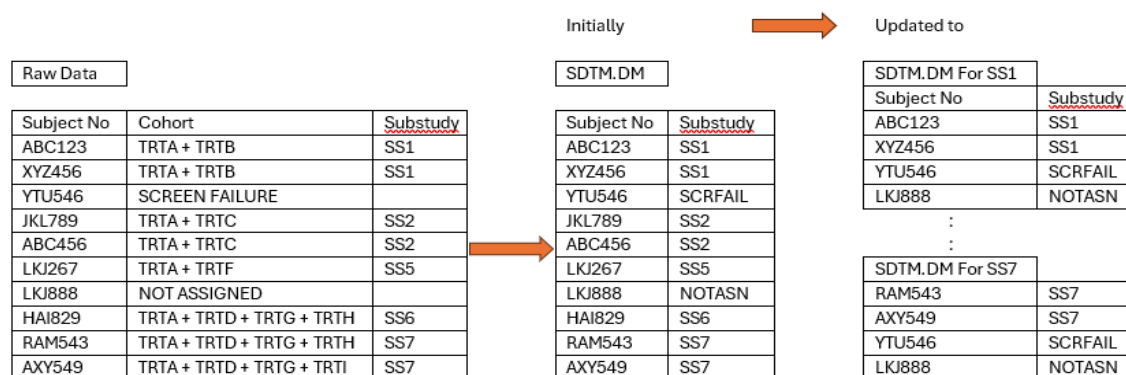 Initially Updated to
Raw Data SDTM.DM SDTM.DM For SS1
Subject No Substudy
Subject No Cohort Substudy Subject No Substudy ABC123 SS1
ABC123 TRTA + TRTB SS1 ABC123 SS1 XYZ456 SS1
XYZ456 TRTA + TRTB SS1 XYZ456 SS1 YTU546 SCRFAIL
YTU546 SCREEN FAILURE YTU546 SCRFAIL LKJ888 NOTASN
JKL789 TRTA + TRTC SS2 JKL789 SS2 :
ABC456 TRTA + TRTC SS2 ABC456 SS2 :
LKJ267 TRTA + TRTF SS5 LKJ267 SS5 SDTM.DM For SS7
LKJ888 NOT ASSIGNED LKJ888 NOTASN RAM543 SS7
HAI829 TRTA + TRTD + TRTG + TRTH SS6 HAI829 SS6 AXY549 SS7
RAM543 TRTA + TRTD + TRTG + TRTH SS7 RAM543 SS7 YTU546 SCRFAIL
AXY549 TRTA + TRTD + TRTG + TRTI SS7 AXY549 SS7 LKJ888 NOTASN